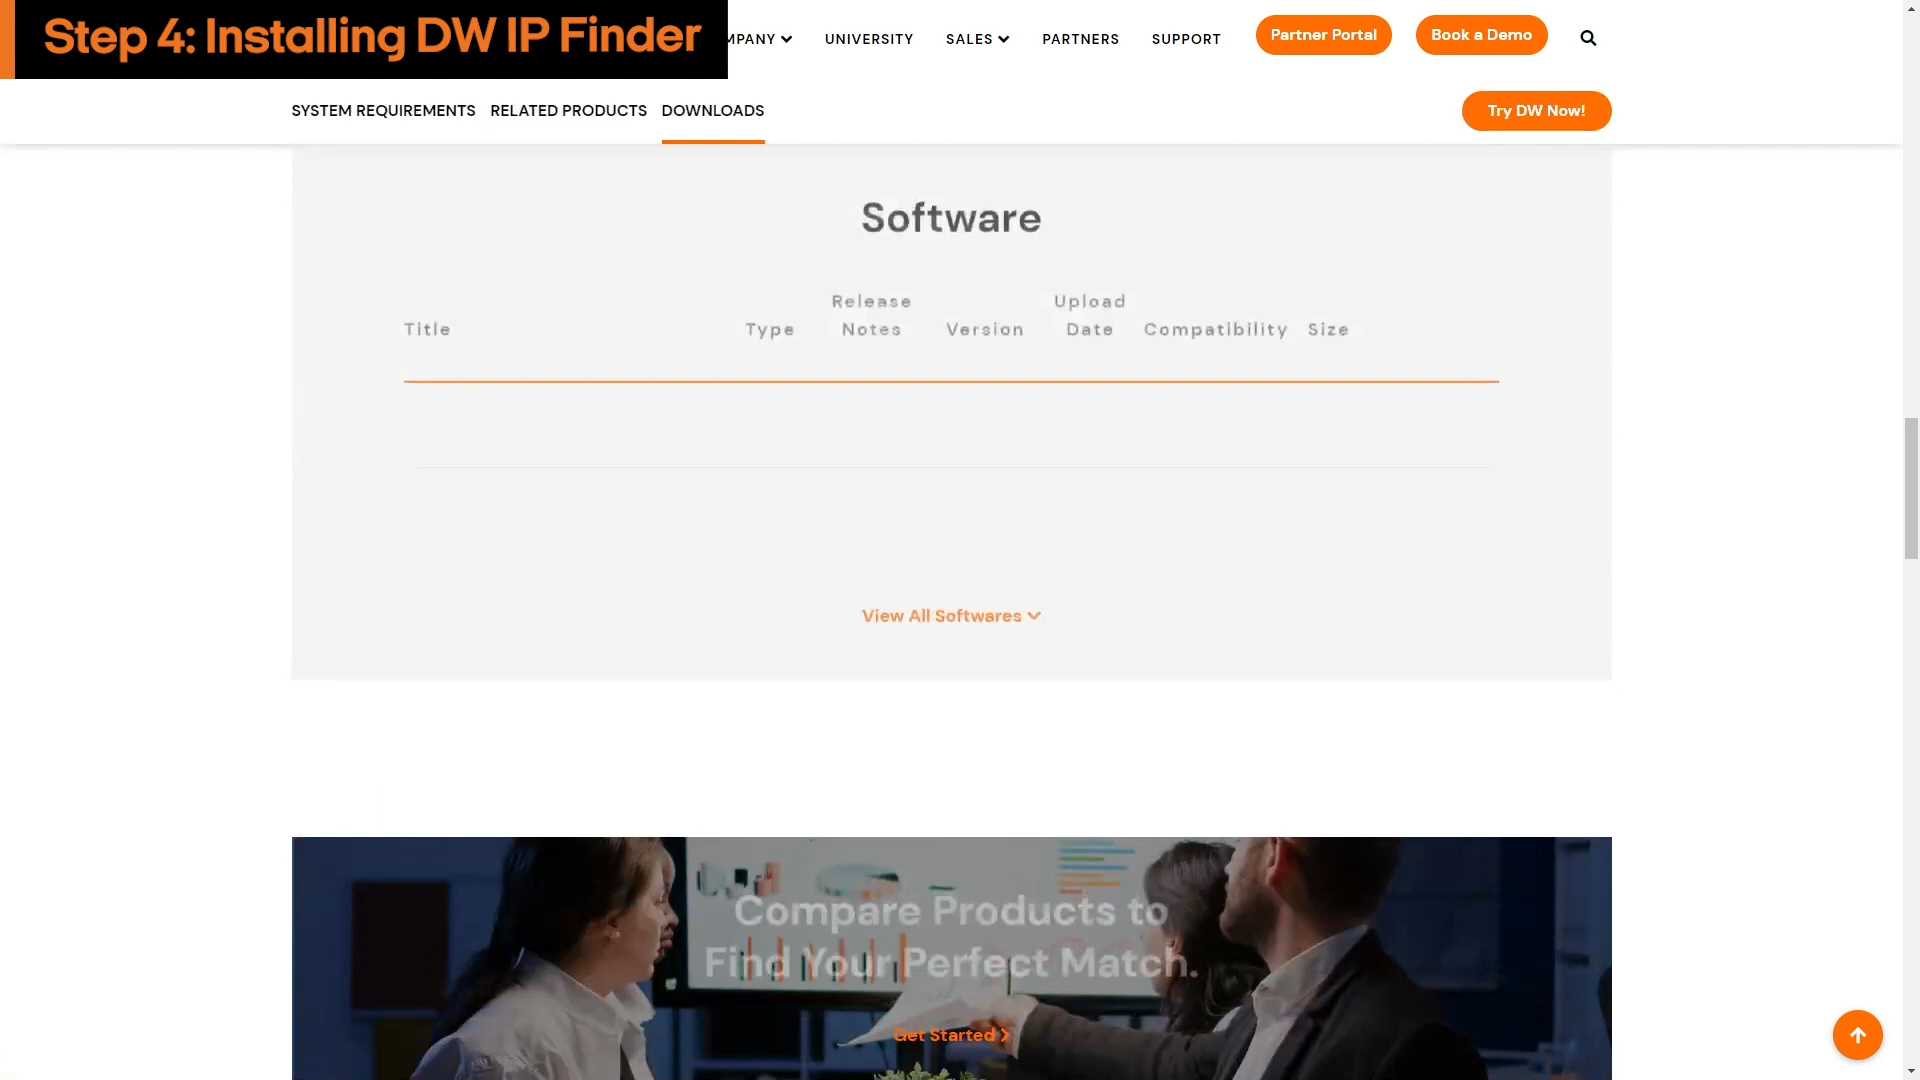 Step 4: Installing DW IP Finder
MPANY
UNIVERSITY
SALES
PARTNERS
SUPPORT
Partner Portal
Book a Demo
SYSTEM REQUIREMENTS
RELATED PRODUCTS
DOWNLOADS
Try DW Now!
Software
Title
Type
Release
Notes
Version
Upload
Date
Compatibility
Size
View All Softwares
Compare Products to
Find Your Perfect Match.
Get Started